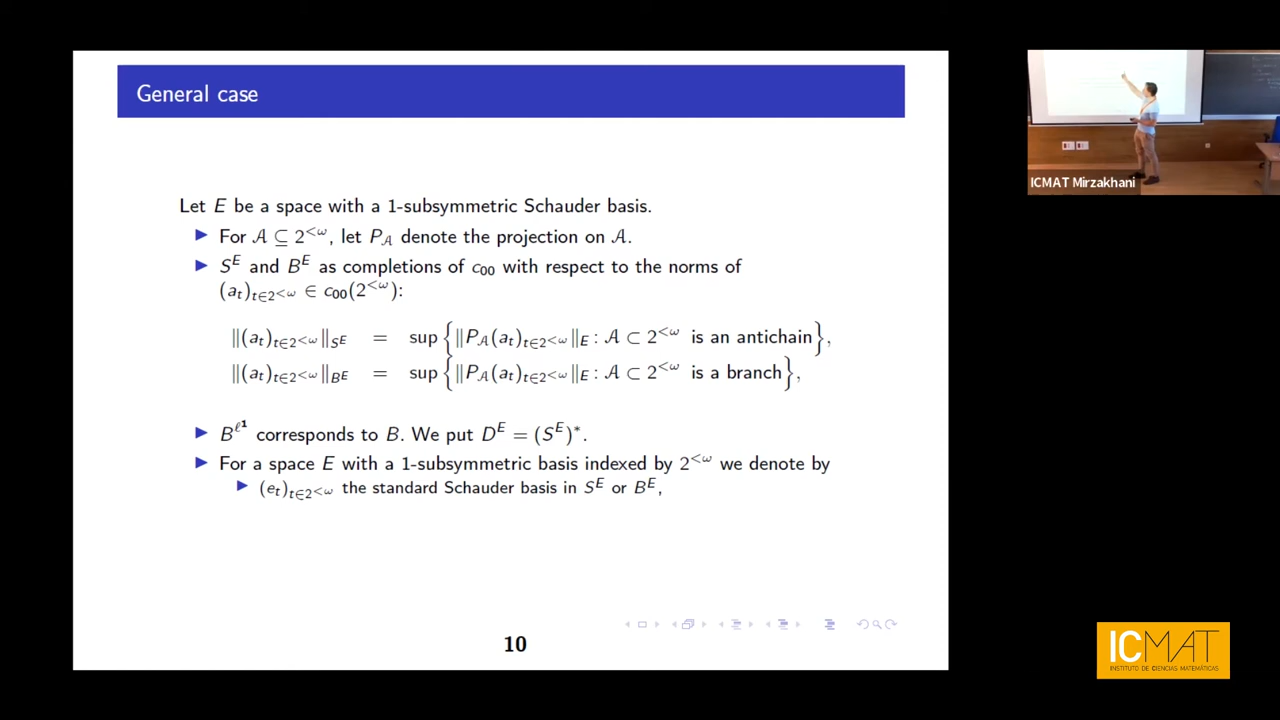 General case
Let E be a space with a 1-subsymmetric Schauder basis.
▶ For 𝒜 ⊆ 2^{<ω}, let P_𝒜 denote the projection on 𝒜.
▶ S^E and B^E as completions of c_{00} with respect to the norms of
(a_t)_{t∈2^{<ω}} ∈ c_{00}(2^{<ω}):
‖(a_t)_{t∈2^{<ω}}‖_{S^E} = sup{‖P_𝒜(a_t)_{t∈2^{<ω}}‖_E : 𝒜 ⊂ 2^{<ω} is an antichain},
‖(a_t)_{t∈2^{<ω}}‖_{B^E} = sup{‖P_𝒜(a_t)_{t∈2^{<ω}}‖_E : 𝒜 ⊂ 2^{<ω} is a branch},
▶ B^{ℓ^1} corresponds to B. We put D^E = (S^E)^*.
▶ For a space E with a 1-subsymmetric basis indexed by 2^{<ω} we denote by
▶ (e_t)_{t∈2^{<ω}} the standard Schauder basis in S^E or B^E,
10
ICMAT Mirzakhani
ICMAT
INSTITUTO DE CIENCIAS MATEMÁTICAS